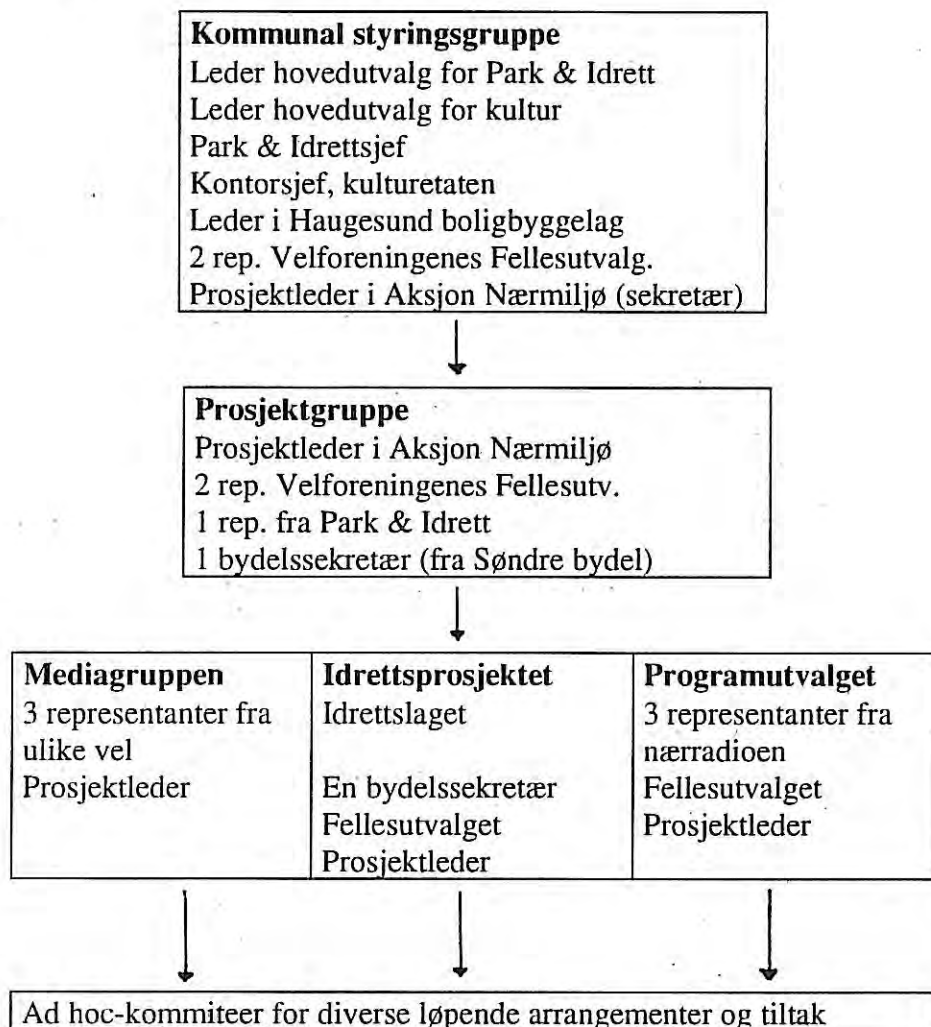 Kommunal styringsgruppe
Leder hovedutvalg for Park & Idrett
Leder hovedutvalg for kultur
Park & Idrettsjef
Kontorsjef, kulturetaten
Leder i Haugesund boligbyggelag
2 rep. Velforeningenes Fellesutvalg.
Prosjektleder i Aksjon Nærmiljø (sekretær)
Prosjektgruppe
Prosjektleder i Aksjon Nærmiljø
2 rep. Velforeningenes Fellesutv.
1 rep. fra Park & Idrett
1 bydelssekretær (fra Søndre bydel)
Mediagruppen
3 representanter fra
ulike vel
Prosjektleder
Idrettsprosjektet
Idrettslaget
En bydelssekretær
Fellesutvalget
Prosjektleder
Programutvalget
3 representanter fra
nærradioen
Fellesutvalget
Prosjektleder
Ad hoc-kommiteer for diverse løpende arrangementer og tiltak